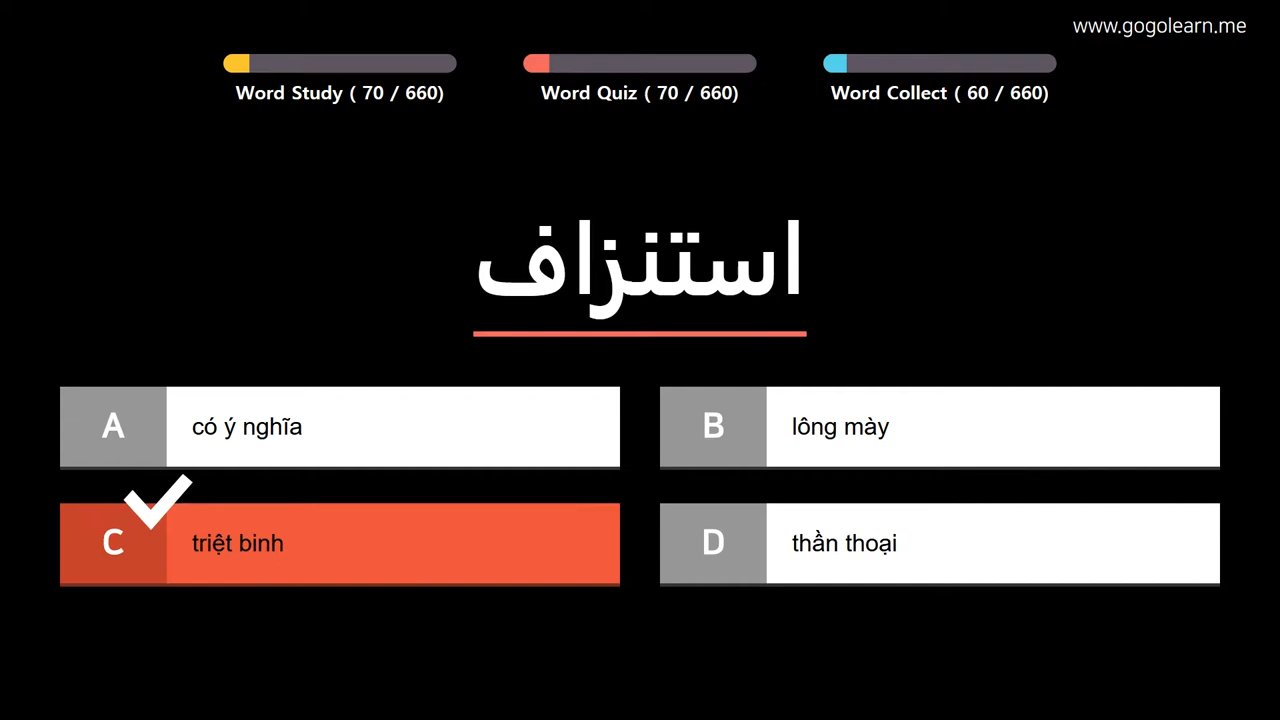 www.gogolearn.me
Word Study ( 70 / 660)
Word Quiz ( 70 / 660)
Word Collect ( 60 / 660)
استنزاف
A
có ý nghĩa
B
lông mày
C
triệt binh
D
thần thoại